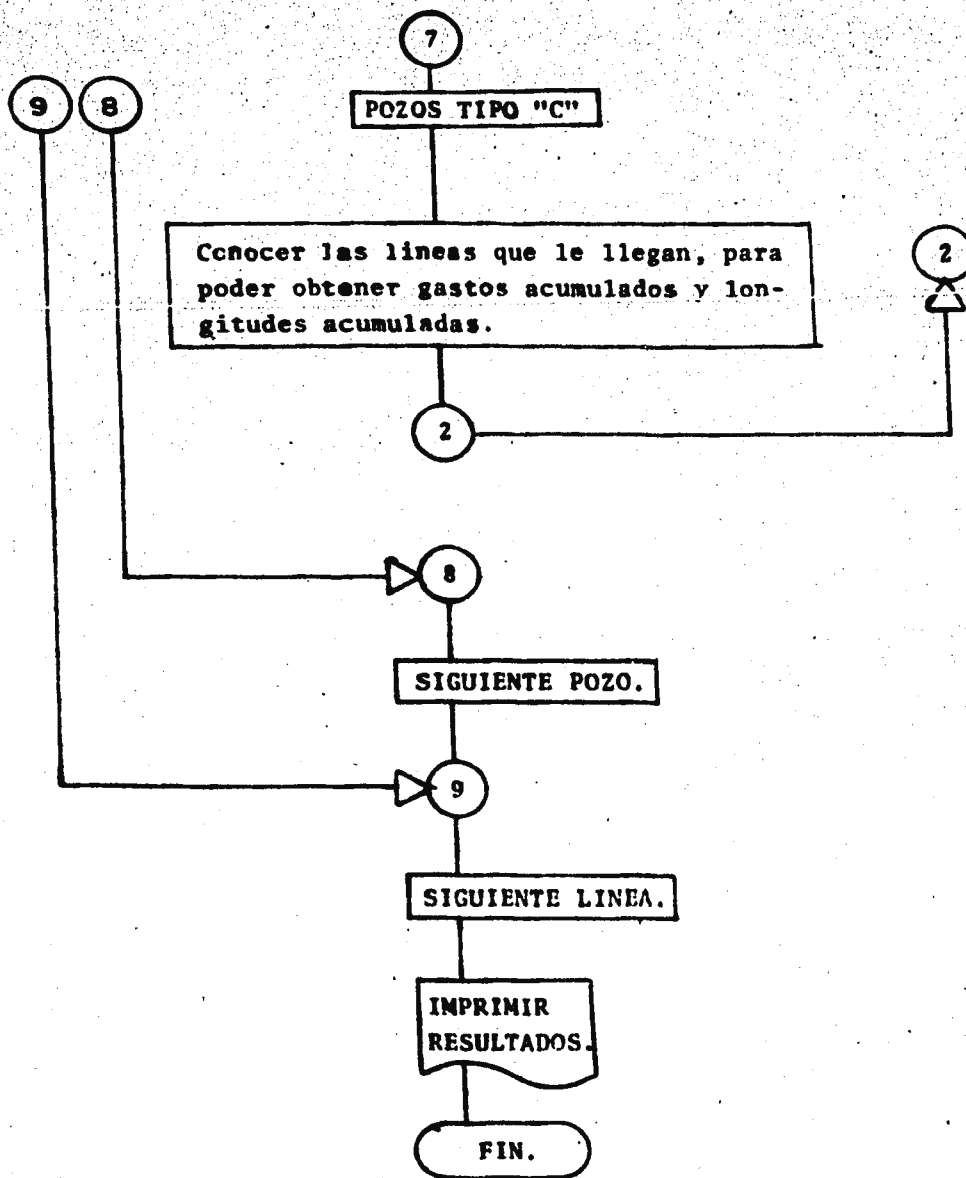 7
9 8
POZOS TIPO "C"
Conocer las lineas que le llegan, para
poder obtener gastos acumulados y lon-
gitudes acumuladas.
2
2
8
SIGUIENTE POZO.
9
SIGUIENTE LINEA.
IMPRIMIR
RESULTADOS.
FIN.